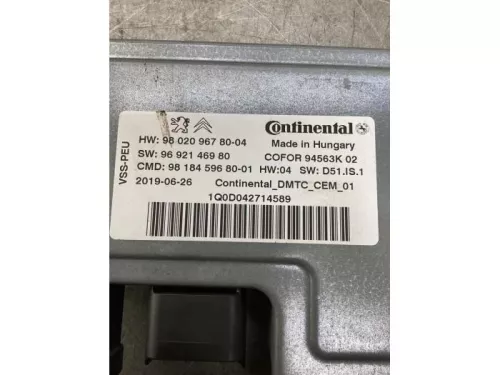 Continental
VSS-PEU
HW: 98 020 967 80-04
Made in Hungary
SW: 96 921 469 80
COFOR 94563K 02
CMD: 98 184 596 80-01
HW:04 SW: D51.IS.1
2019-06-26
Continental_DMTC_CEM_01
1Q0D042714589